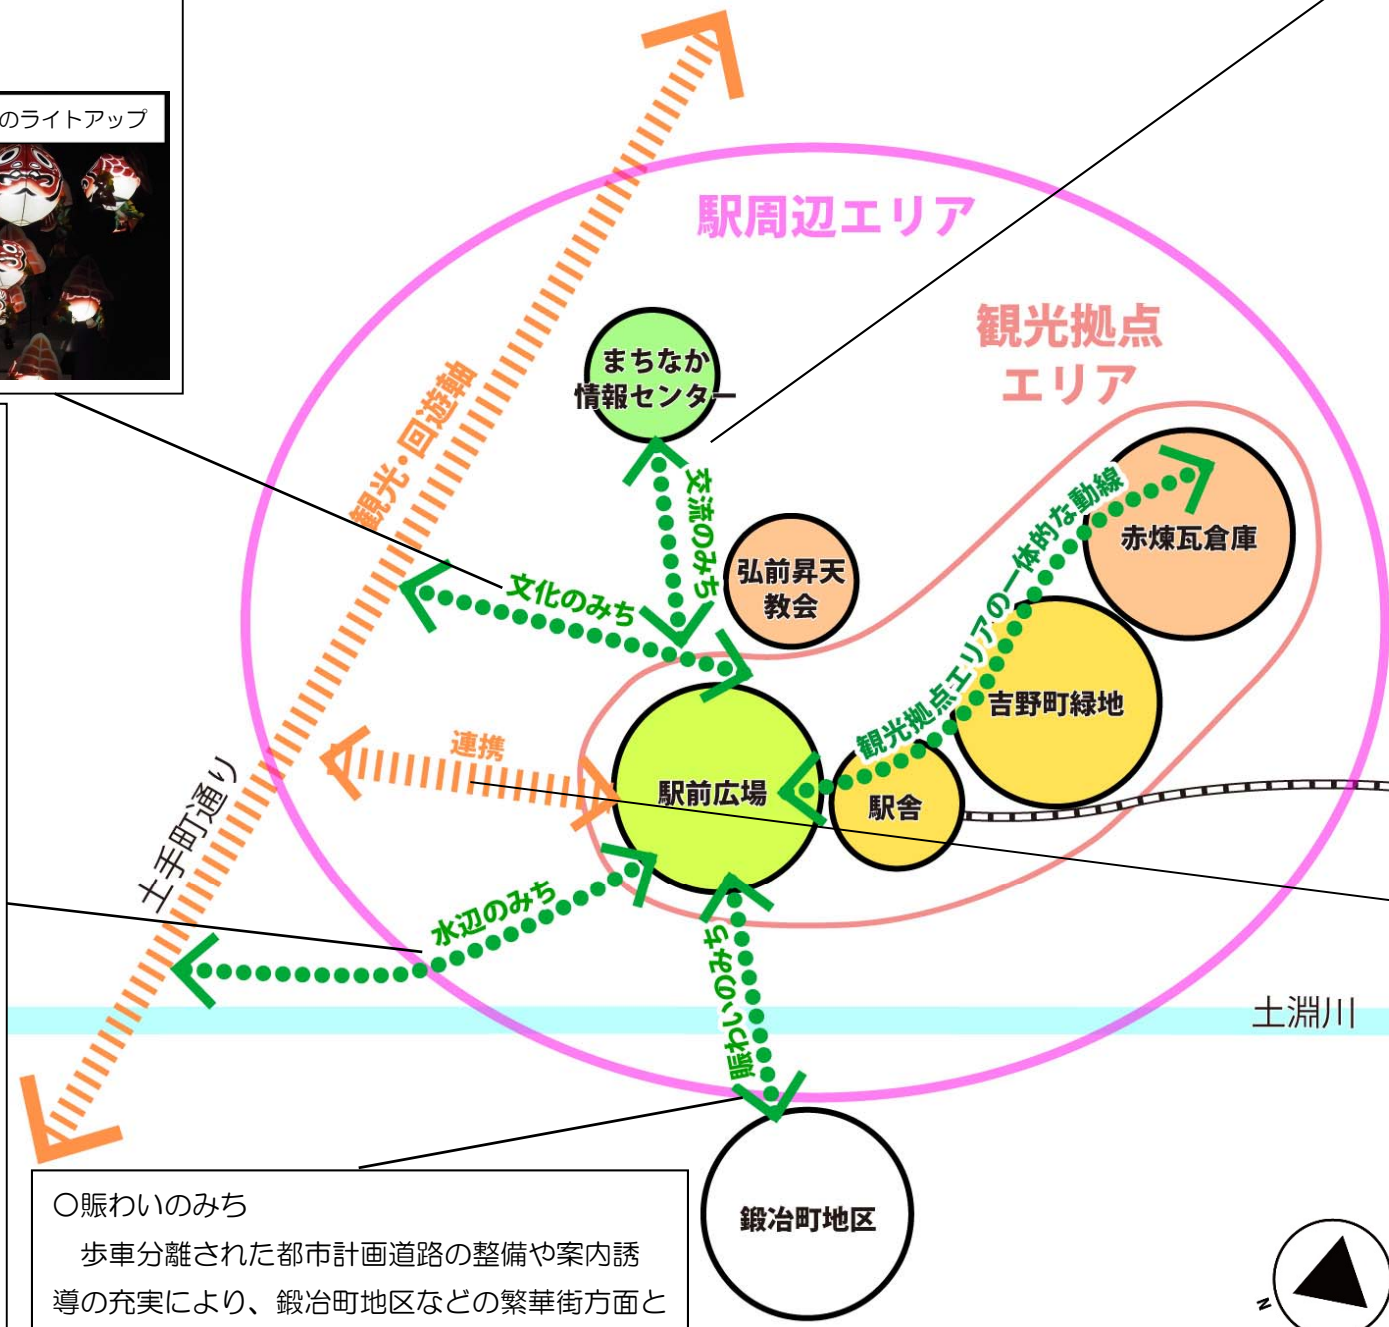 のライトアップ
駅周辺エリア
観光拠点
エリア
まちなか
情報センター
観光・回遊軸
交流のみち
弘前昇天
教会
赤煉瓦倉庫
文化のみち
観光拠点エリアの一体的な動線
吉野町緑地
連携
駅前広場
駅舎
土手町通り
水辺のみち
賑わいのみち
土淵川
鍛冶町地区
〇賑わいのみち
歩車分離された都市計画道路の整備や案内誘
導の充実により、鍛冶町地区などの繁華街方面と
N